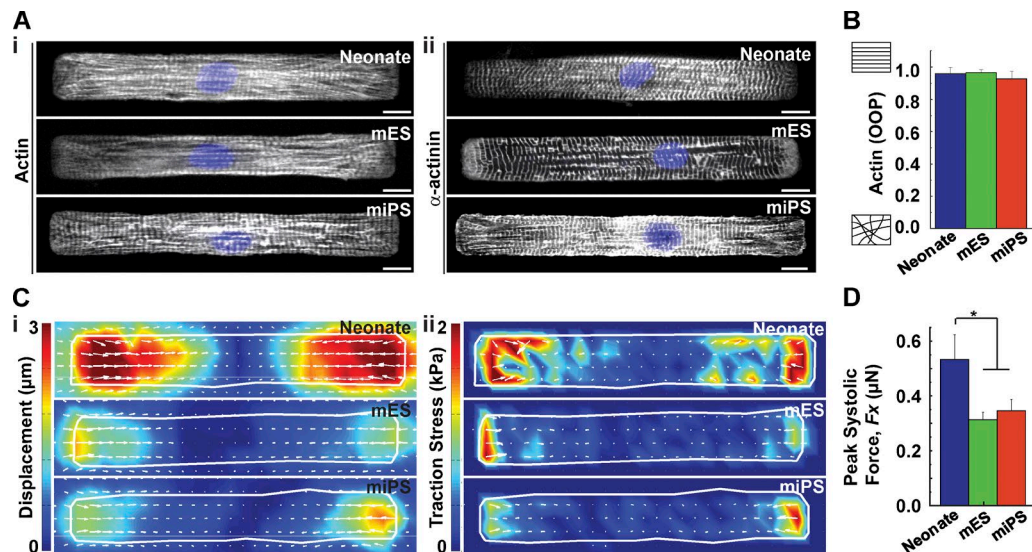 A
i
Actin
Neonate
mES
miPS
ii
α-actinin
Neonate
mES
miPS
B
Actin (OOP)
1.0
0.8
0.6
0.4
0.2
0.0
Neonate
mES
miPS
C
i
Displacement (μm)
3
0
Neonate
mES
miPS
ii
Traction Stress (kPa)
2
0
Neonate
mES
miPS
D
Peak Systolic
Force, Fx (μN)
0.6
0.4
0.2
0.0
*
Neonate
mES
miPS